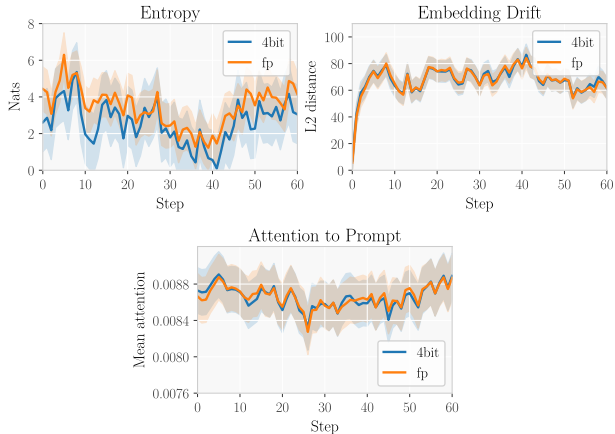 Entropy
8
6
4
2
0
Nats
0 10 20 30 40 50 60
Step
4bit
fp
Embedding Drift
100
80
60
40
20
0
L2 distance
0 10 20 30 40 50 60
Step
4bit
fp
Attention to Prompt
0.0088
0.0084
0.0080
0.0076
Mean attention
0 10 20 30 40 50 60
Step
4bit
fp